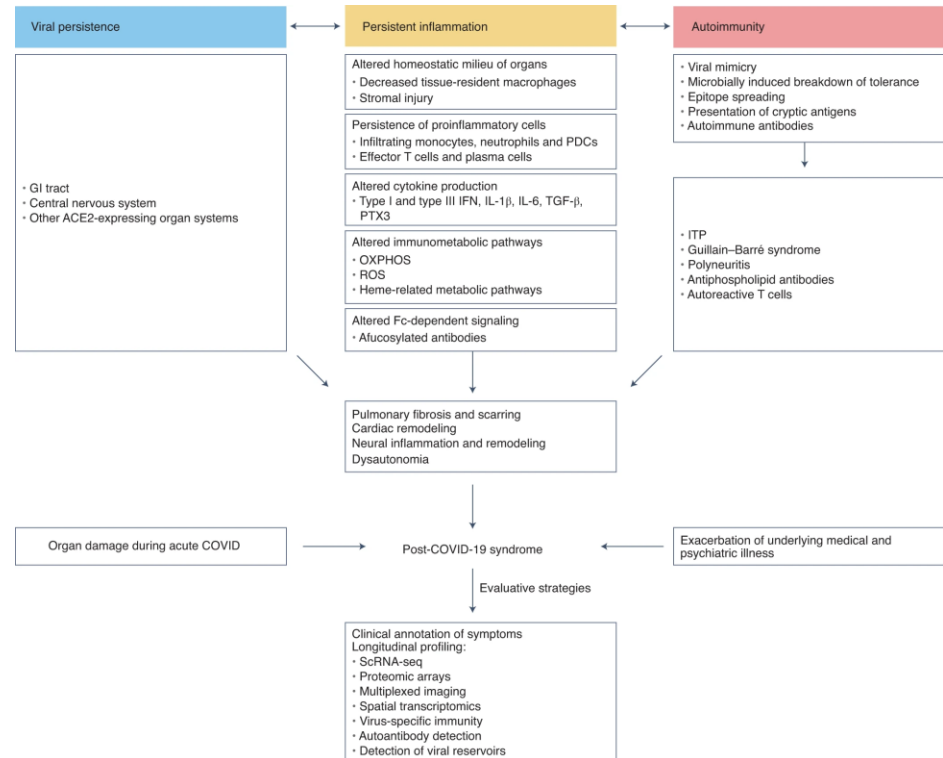 Viral persistence
Persistent inflammation
Autoimmunity
• GI tract
• Central nervous system
• Other ACE2-expressing organ systems
Altered homeostatic milieu of organs
• Decreased tissue-resident macrophages
• Stromal injury
Persistence of proinflammatory cells
• Infiltrating monocytes, neutrophils and PDCs
• Effector T cells and plasma cells
Altered cytokine production
• Type I and type III IFN, IL-1β, IL-6, TGF-β,
PTX3
Altered immunometabolic pathways
• OXPHOS
• ROS
• Heme-related metabolic pathways
Altered Fc-dependent signaling
• Afucosylated antibodies
• Viral mimicry
• Microbially induced breakdown of tolerance
• Epitope spreading
• Presentation of cryptic antigens
• Autoimmune antibodies
• ITP
• Guillain–Barré syndrome
• Polyneuritis
• Antiphospholipid antibodies
• Autoreactive T cells
Pulmonary fibrosis and scarring
Cardiac remodeling
Neural inflammation and remodeling
Dysautonomia
Organ damage during acute COVID
Post-COVID-19 syndrome
Exacerbation of underlying medical and
psychiatric illness
Evaluative strategies
Clinical annotation of symptoms
Longitudinal profiling:
• ScRNA-seq
• Proteomic arrays
• Multiplexed imaging
• Spatial transcriptomics
• Virus-specific immunity
• Autoantibody detection
• Detection of viral reservoirs